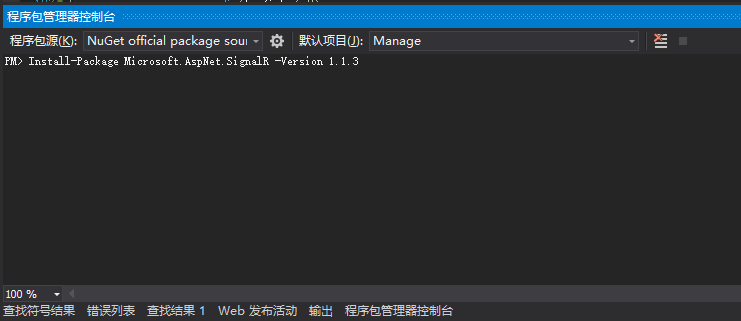 程序包管理器控制台
程序包源(K): NuGet official package sour 默认项目(J): Manage
PM> Install-Package Microsoft.AspNet.SignalR -Version 1.1.3
100 %
查找符号结果 错误列表 查找结果 1 Web 发布活动 输出 程序包管理器控制台